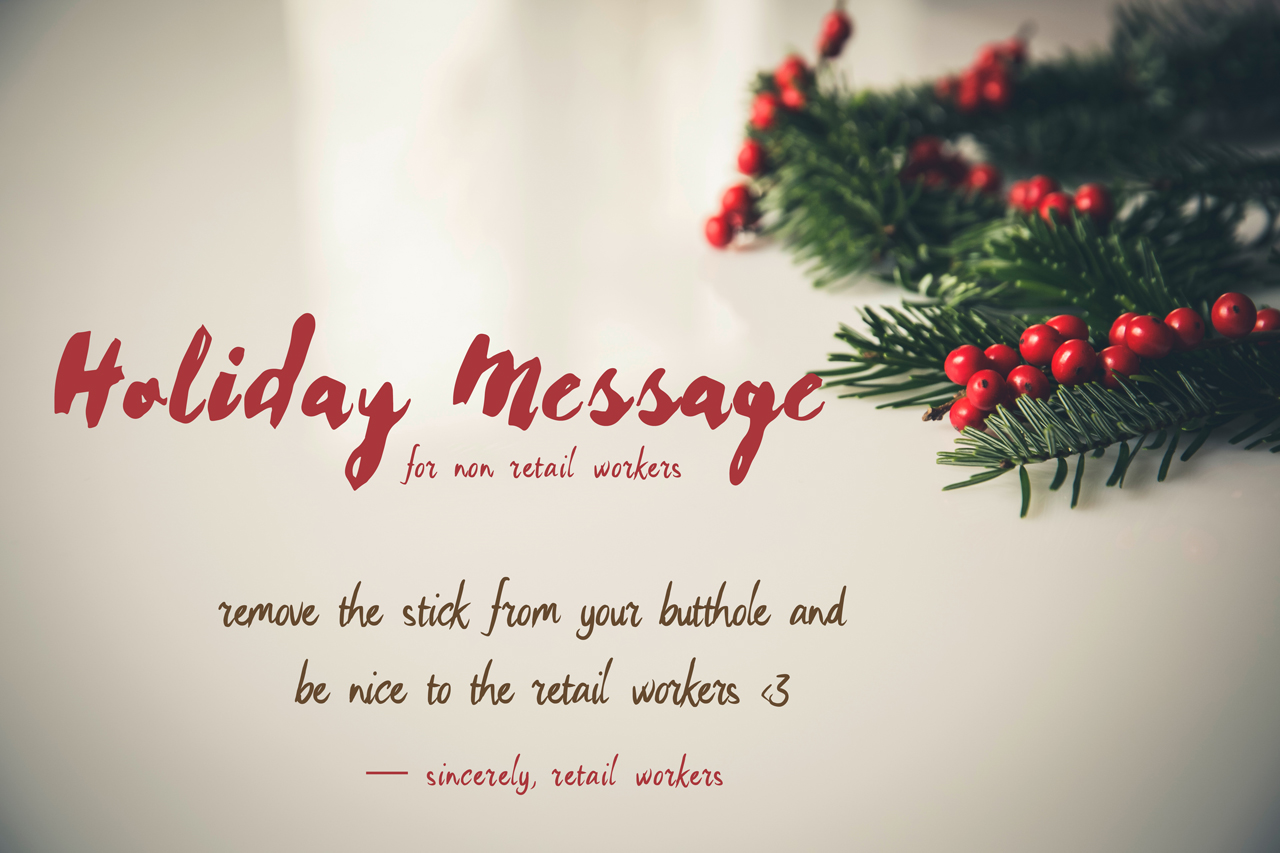 Holiday Message
for non retail workers
remove the stick from your butthole and
be nice to the retail workers <3
— sincerely, retail workers